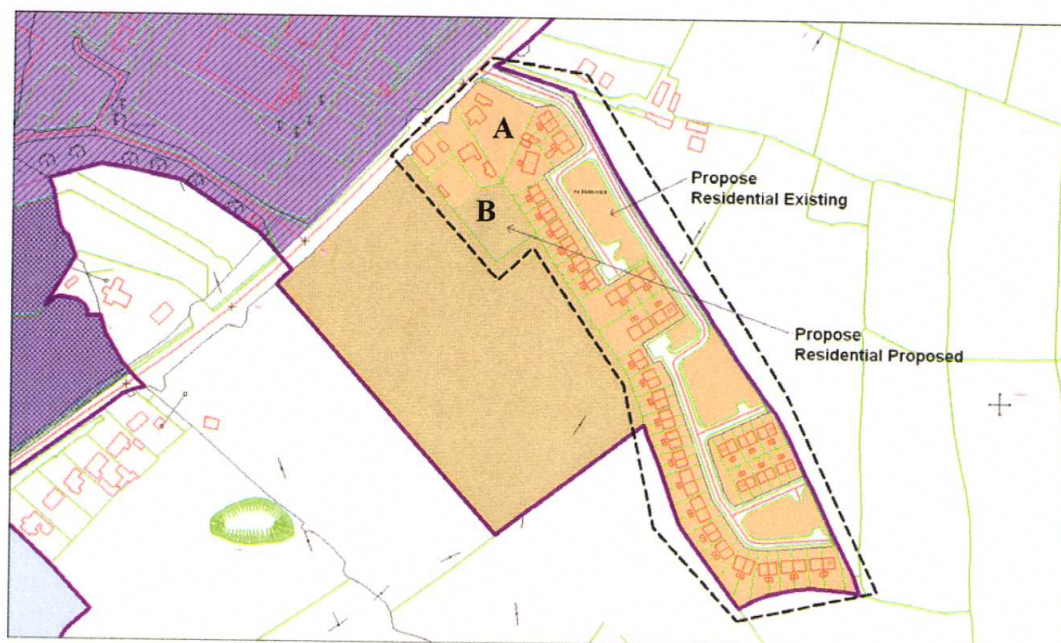 A
Propose
Residential Existing
B
Propose
Residential Proposed